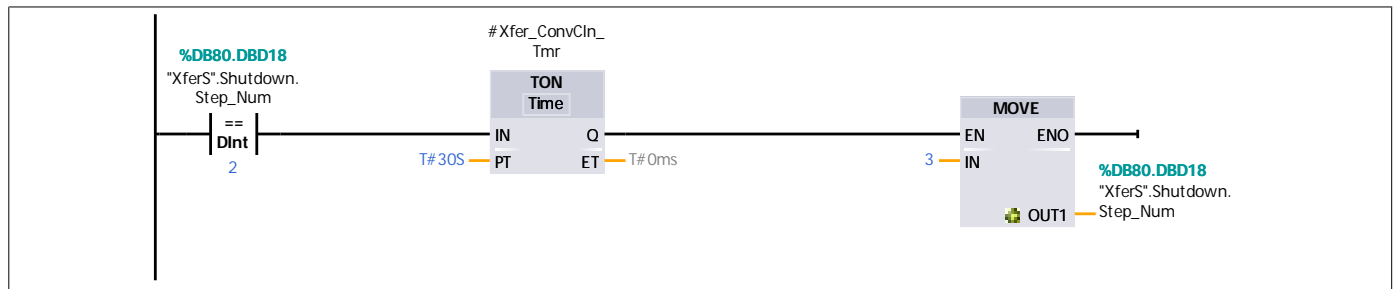 #Xfer_ConvCln_
Tmr
%DB80.DBD18
"XferS".Shutdown.
Step_Num
TON
Time
MOVE
==
DInt
2
IN
Q
EN
ENO
T#30S
PT
ET
T#0ms
3
IN
%DB80.DBD18
"XferS".Shutdown.
Step_Num
OUT1